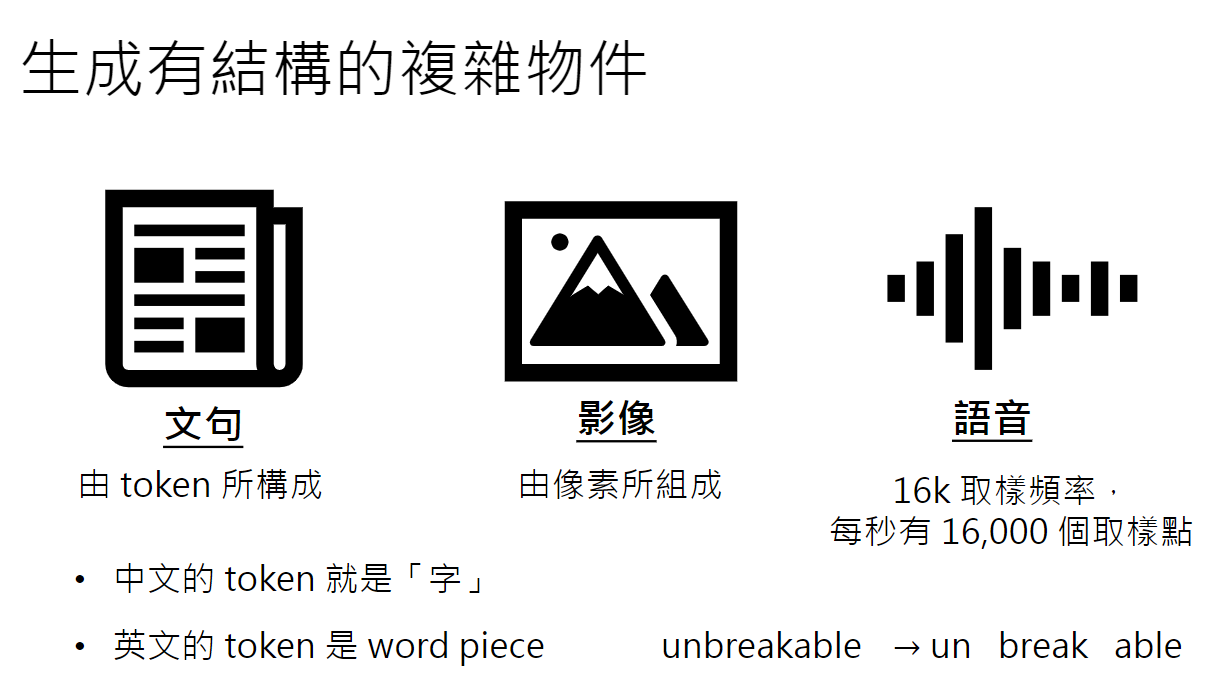 生成有結構的複雜物件
文句
影像
語音
由 token 所構成
由像素所組成
16k 取樣頻率，
每秒有 16,000 個取樣點
• 中文的 token 就是「字」
• 英文的 token 是 word piece unbreakable → un break able